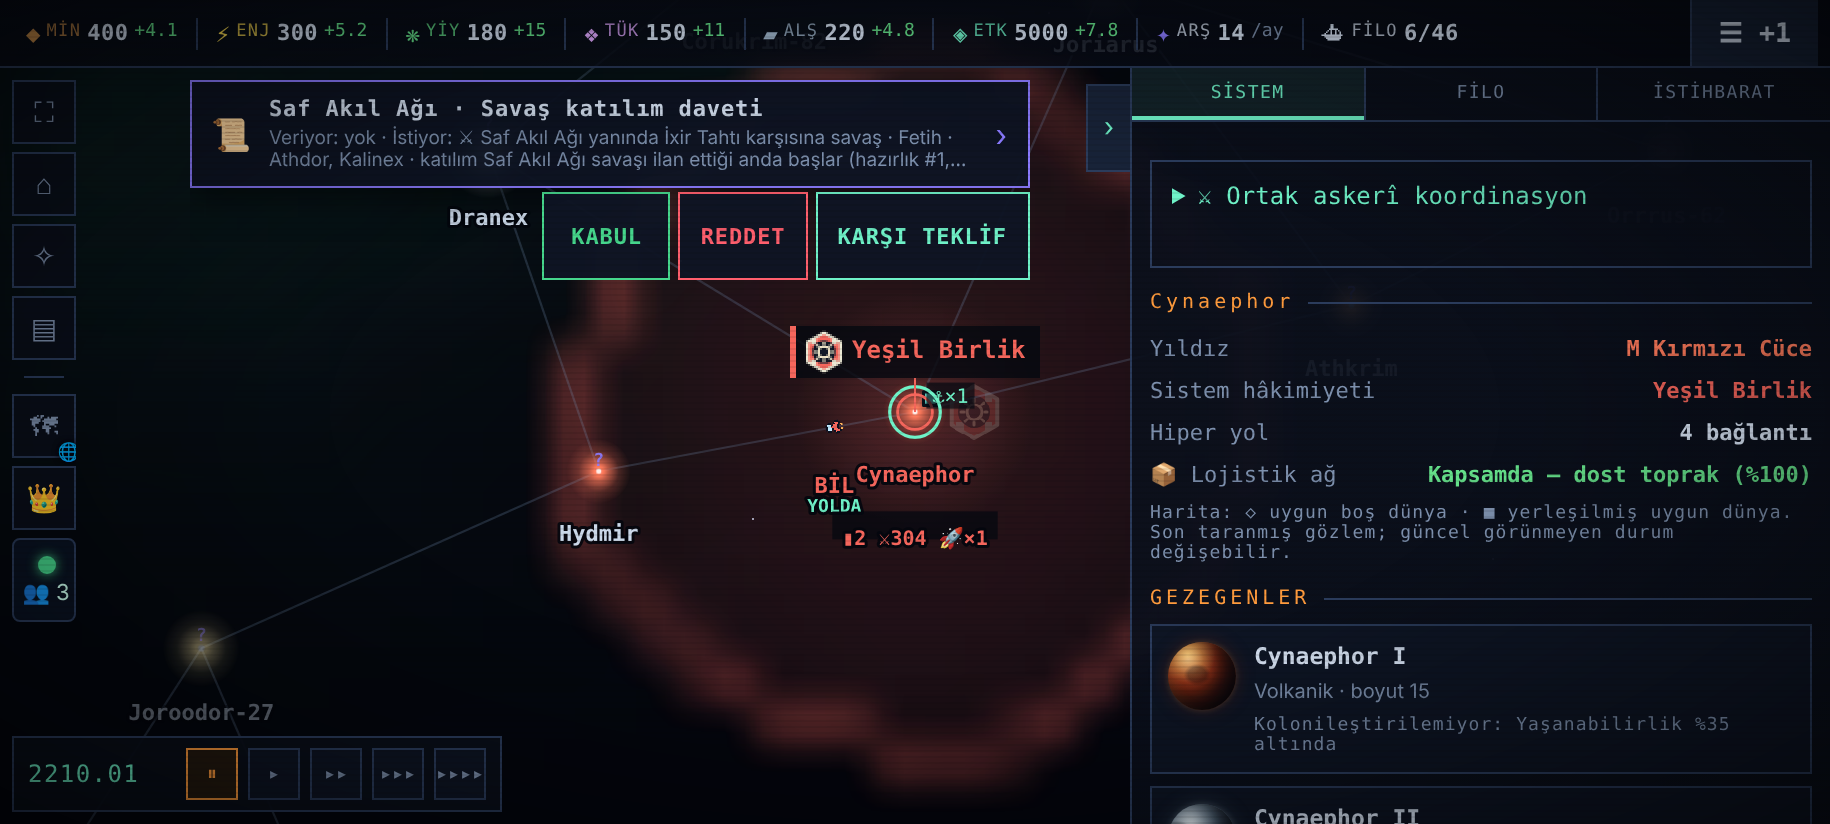 MİN 400 +4.1
ENJ 300 +5.2
YİY 180 +15
TÜK 150 +11
ALŞ 220 +4.8
ETK 5000 +7.8
ARŞ 14 /ay
FİLO 6/46
☰ +1
Joriarus
Saf Akıl Ağı · Savaş katılım daveti
Veriyor: yok · İstiyor: ⚔ Saf Akıl Ağı yanında İxir Tahtı karşısına savaş · Fetih ·
Athdor, Kalinex · katılım Saf Akıl Ağı savaşı ilan ettiği anda başlar (hazırlık #1,...
KABUL
REDDET
KARŞI TEKLİF
Dranex
Yeşil Birlik
×1
Cynaephor
BİL
YOLDA
2 ⚔304 🚀×1
?
Hydmir
?
Joroodor-27
3
2210.01
SİSTEM
FİLO
İSTİHBARAT
▶ ⚔ Ortak askerî koordinasyon
Cynaephor
Yıldız M Kırmızı Cüce
Athkrim
Sistem hâkimiyeti Yeşil Birlik
Hiper yol 4 bağlantı
📦 Lojistik ağ Kapsamda — dost toprak (%100)
Harita: ◇ uygun boş dünya · ■ yerleşilmiş uygun dünya.
Son taranmış gözlem; güncel görünmeyen durum
değişebilir.
GEZEGENLER
Cynaephor I
Volkanik · boyut 15
Kolonileştirilemiyor: Yaşanabilirlik %35
altında
Cynaephor II